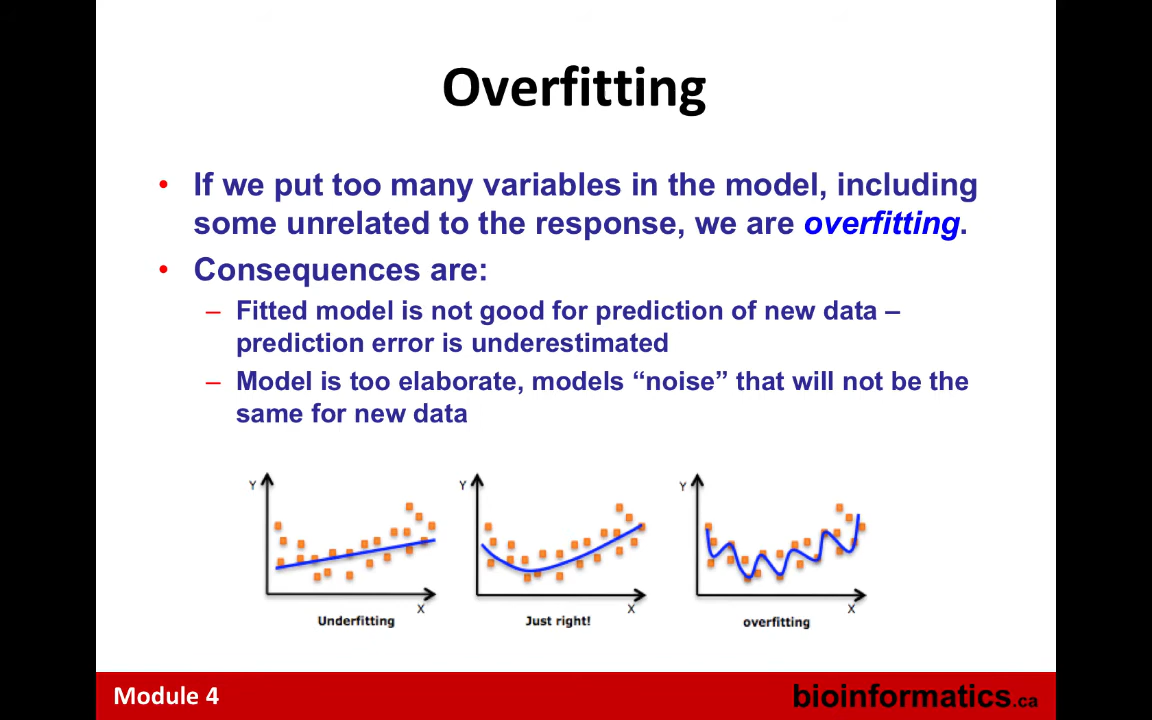 Overfitting
• If we put too many variables in the model, including
some unrelated to the response, we are overfitting.
• Consequences are:
– Fitted model is not good for prediction of new data –
prediction error is underestimated
– Model is too elaborate, models “noise” that will not be the
same for new data
Y
X
Underfitting
Y
X
Just right!
Y
X
overfitting
Module 4
bioinformatics.ca